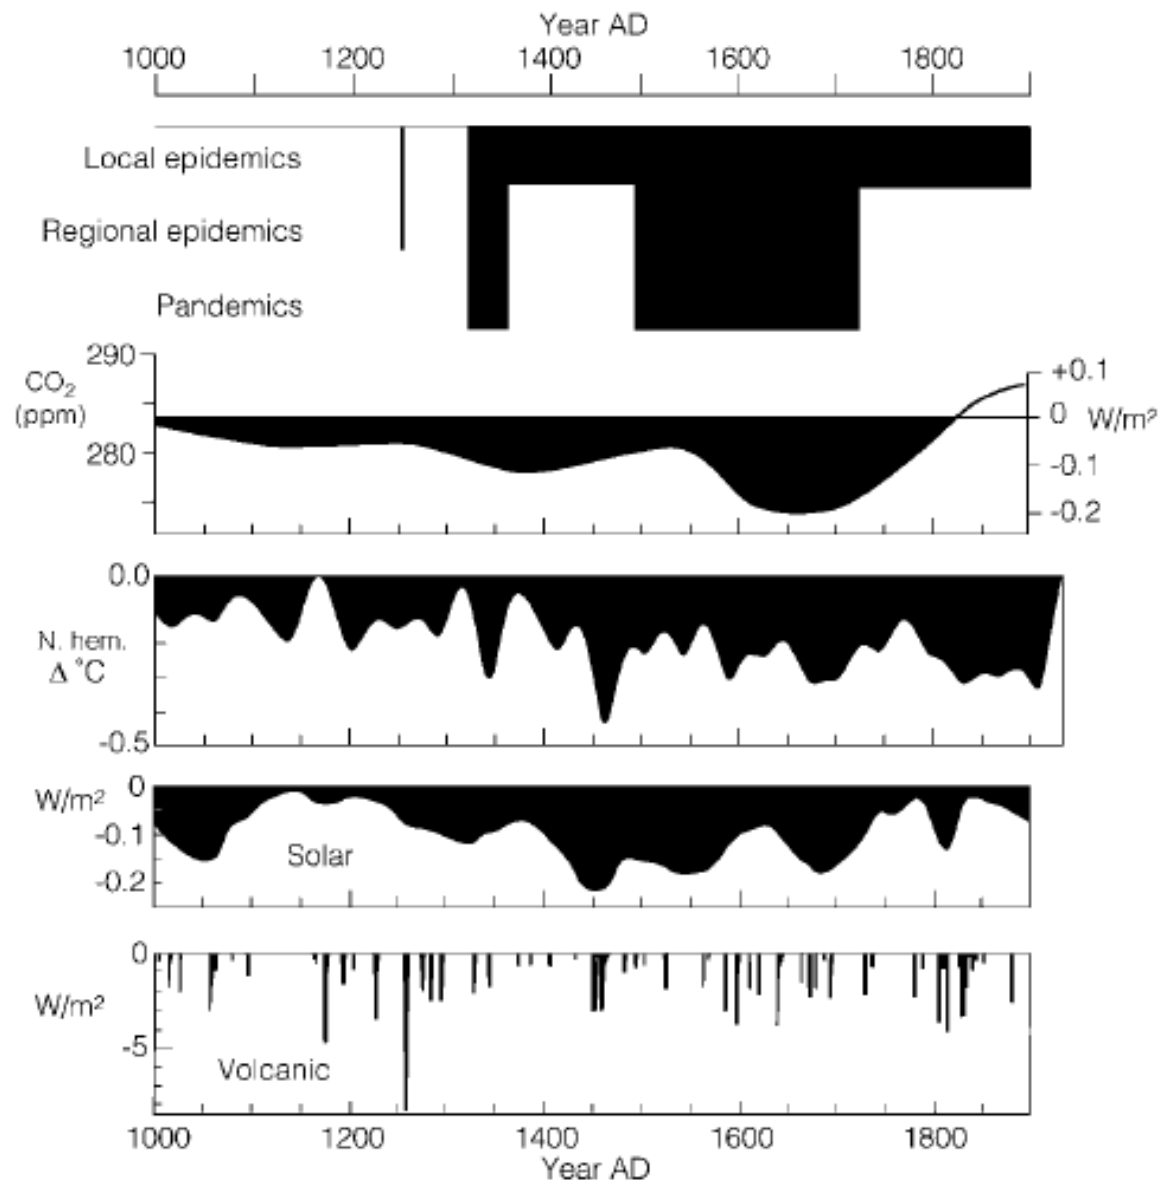 Year AD
1000 1200 1400 1600 1800
Local epidemics
Regional epidemics
Pandemics
290
CO₂
(ppm)
280
+0.1
0 W/m²
-0.1
-0.2
0.0
N. hem.
Δ °C
-0.5
0
W/m²
-0.1
Solar
-0.2
0
W/m²
-5
Volcanic
1000 1200 1400 1600 1800
Year AD